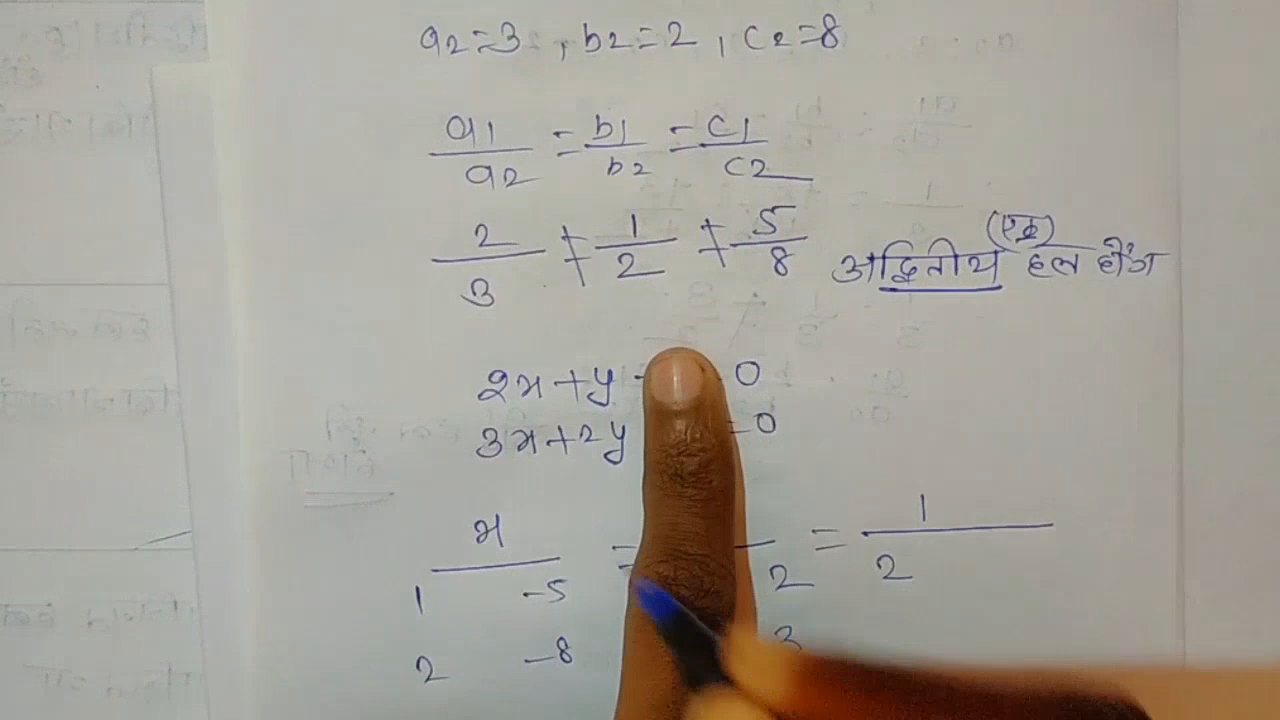 a2=3 , b2=2 , c2=8
a1/a2 = b1/b2 = c1/c2
2/3 ≠ 1/2 ≠ 5/8 (एक)
अद्वितीय हल होंग
2x+y - 0
3x+2y =0
x = = 1
1 -5 2 2
2 -8 3